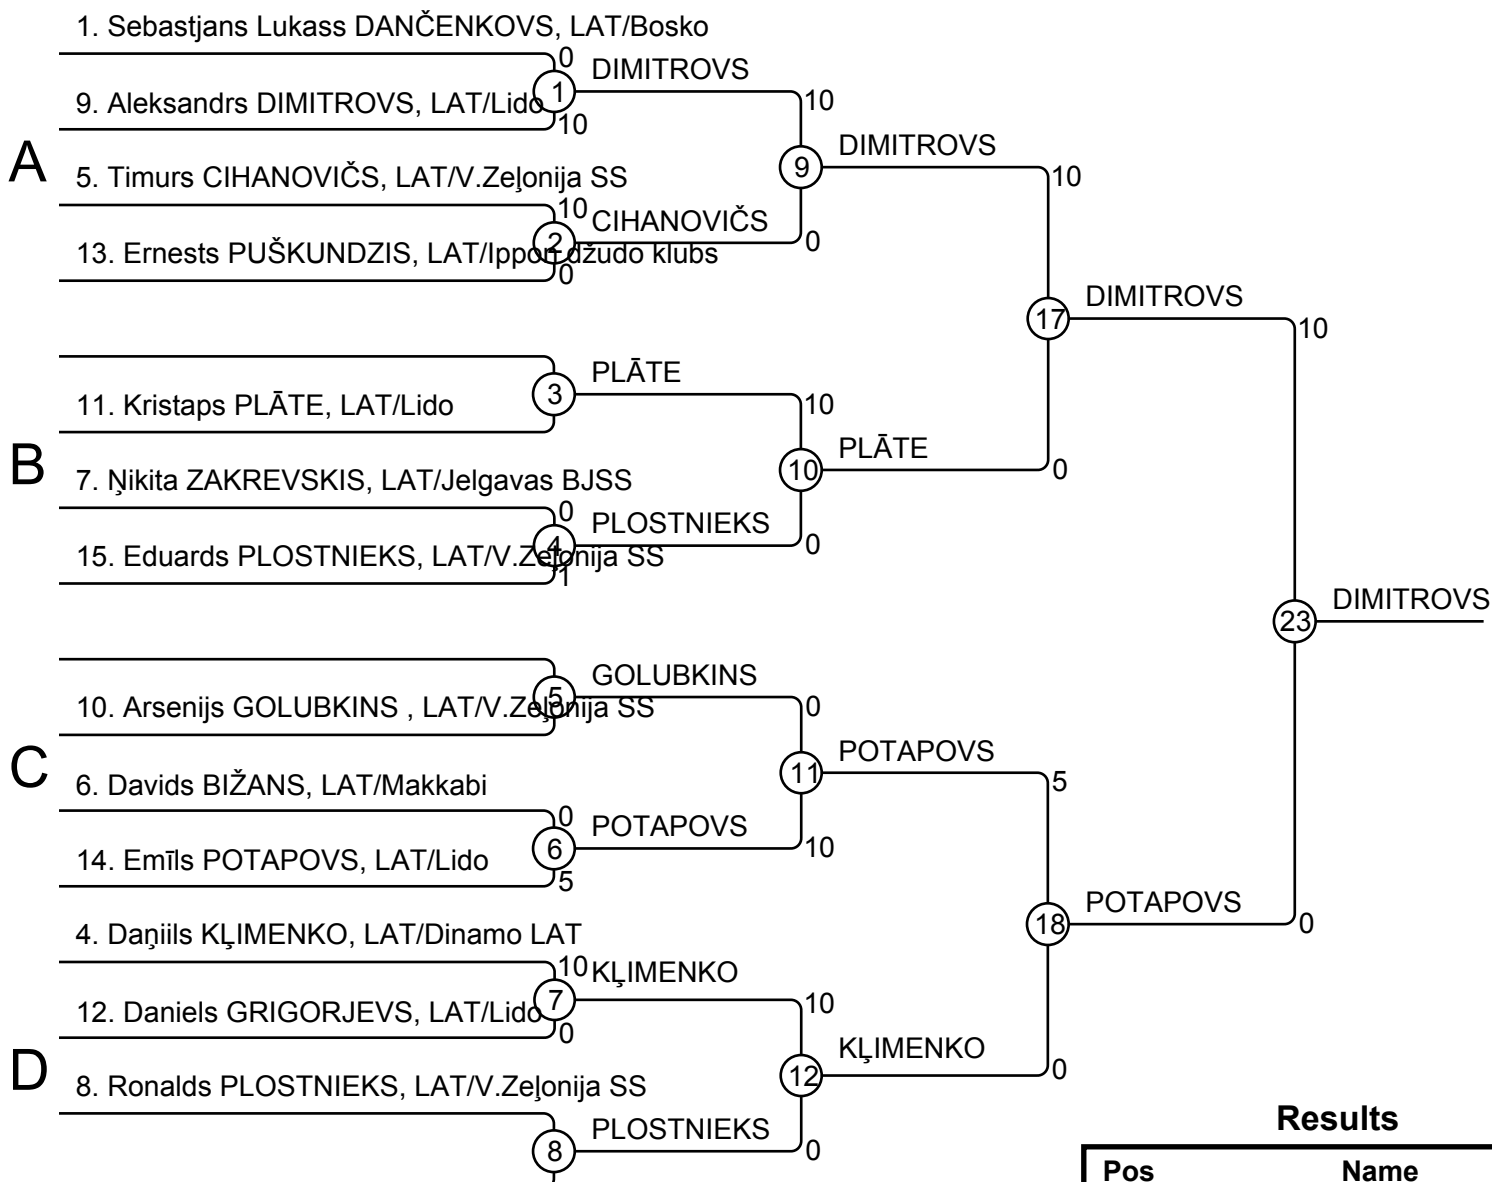 1. Sebastjans Lukass DANČENKOVS, LAT/Bosko
0
DIMITROVS
1
9. Aleksandrs DIMITROVS, LAT/Lido
10
10
A
DIMITROVS
9
10
5. Timurs CIHANOVIČS, LAT/V.Zeļonija SS
10
CIHANOVIČS
2
0
13. Ernests PUŠKUNDZIS, LAT/Ippon džudo klubs
0
DIMITROVS
17
10
PLĀTE
3
11. Kristaps PLĀTE, LAT/Lido
10
B
PLĀTE
10
0
7. Ņikita ZAKREVSKIS, LAT/Jelgavas BJSS
0
PLOSTNIEKS
4
0
15. Eduards PLOSTNIEKS, LAT/V.Zeļonija SS
1
DIMITROVS
23
GOLUBKINS
5
10. Arsenijs GOLUBKINS , LAT/V.Zeļonija SS
0
C
POTAPOVS
11
5
6. Davids BIŽANS, LAT/Makkabi
0
POTAPOVS
6
10
14. Emīls POTAPOVS, LAT/Lido
5
POTAPOVS
18
0
4. Daņiils KĻIMENKO, LAT/Dinamo LAT
10
KĻIMENKO
7
10
12. Daniels GRIGORJEVS, LAT/Lido
0
D
KĻIMENKO
12
0
8. Ronalds PLOSTNIEKS, LAT/V.Zeļonija SS
PLOSTNIEKS
8
0
Results
Pos Name